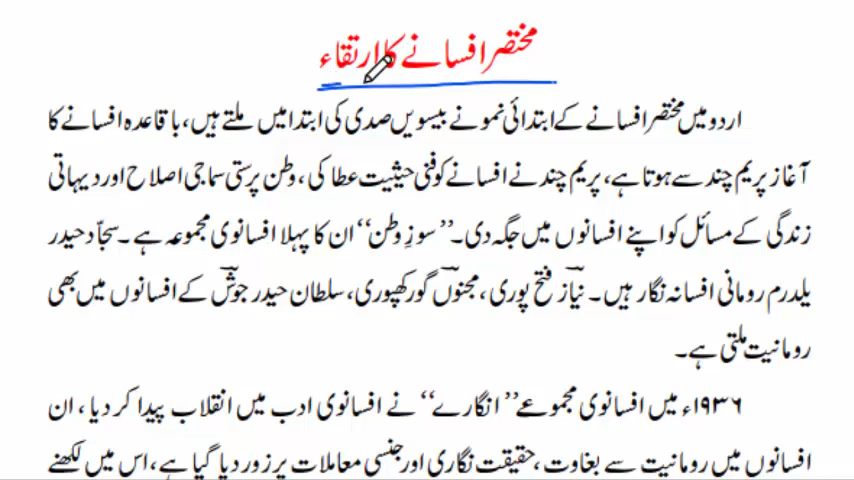 مختصر افسانے کا ارتقاء
اردو میں مختصر افسانے کے ابتدائی نمونے بیسویں صدی کی ابتدا میں ملتے ہیں، باقاعدہ افسانے کا
آغاز پریم چند سے ہوتا ہے، پریم چند نے افسانے کو فنی حیثیت عطا کی، وطن پرستی سماجی اصلاح اور دیہاتی
زندگی کے مسائل کو اپنے افسانوں میں جگہ دی۔ ’’سوزِ وطن‘‘ ان کا پہلا افسانوی مجموعہ ہے۔ سجّاد حیدر
یلدرم رومانی افسانہ نگار ہیں۔ نیازؔ فتح پوری، مجنوںؔ گورکھپوری، سلطان حیدر جوشؔ کے افسانوں میں بھی
رومانیت ملتی ہے۔
۱۹۳۶ء میں افسانوی مجموعے ’’انگارے‘‘ نے افسانوی ادب میں انقلاب پیدا کر دیا، ان
افسانوں میں رومانیت سے بغاوت، حقیقت نگاری اور جنسی معاملات پر زور دیا گیا ہے، اس میں لکھنے